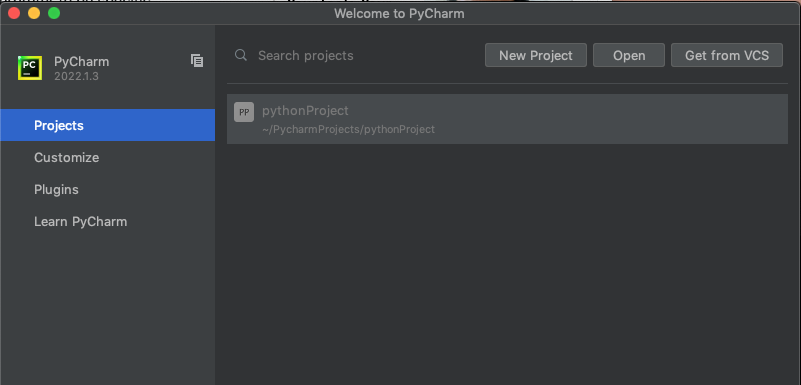 Welcome to PyCharm
PC
PyCharm
2022.1.3
Search projects
New Project
Open
Get from VCS
Projects
Customize
Plugins
Learn PyCharm
PP
pythonProject
~/PycharmProjects/pythonProject